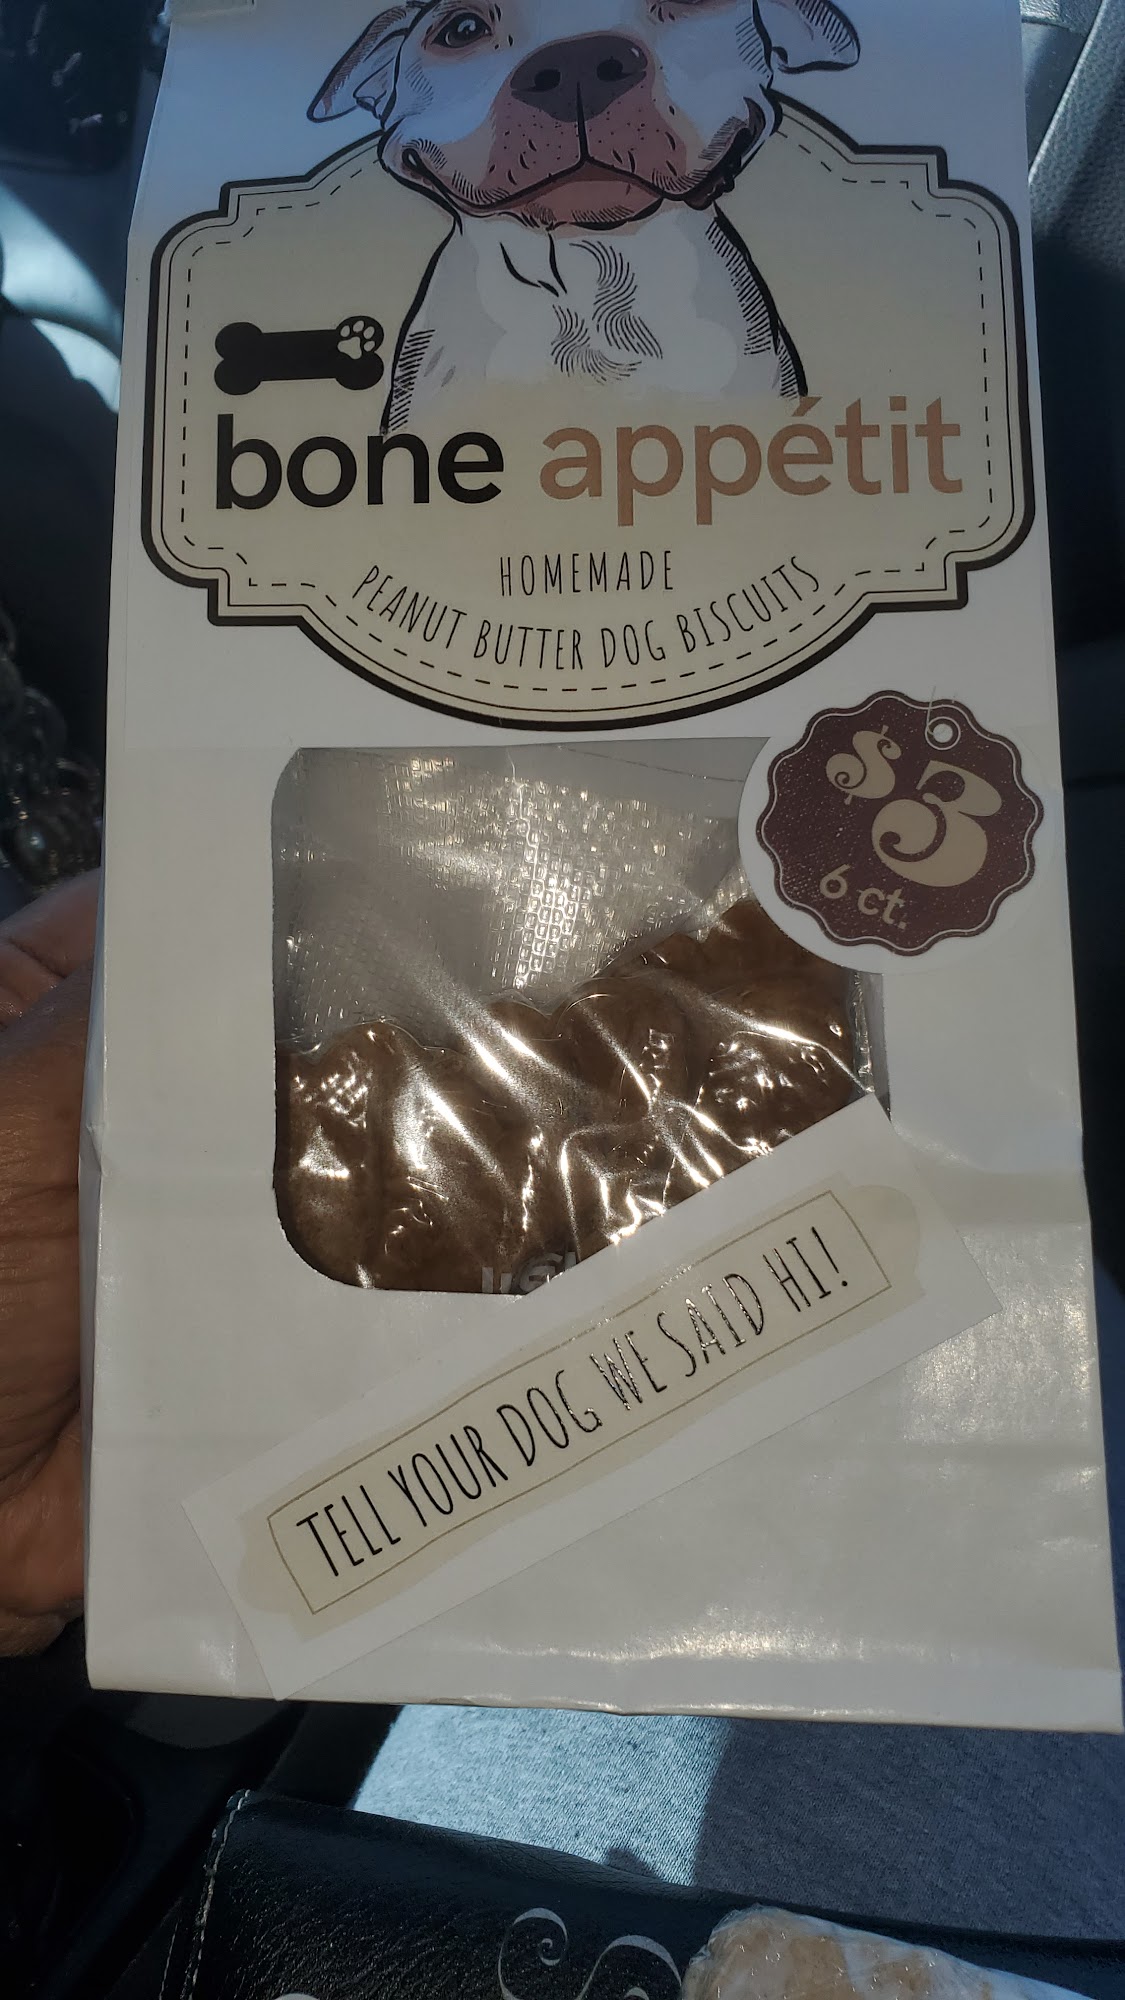 bone appétit
HOMEMADE
PEANUT BUTTER DOG BISCUITS
$3
6 ct.
TELL YOUR DOG WE SAID HI!